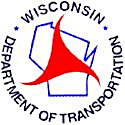 WISCONSIN
DEPARTMENT OF TRANSPORTATION